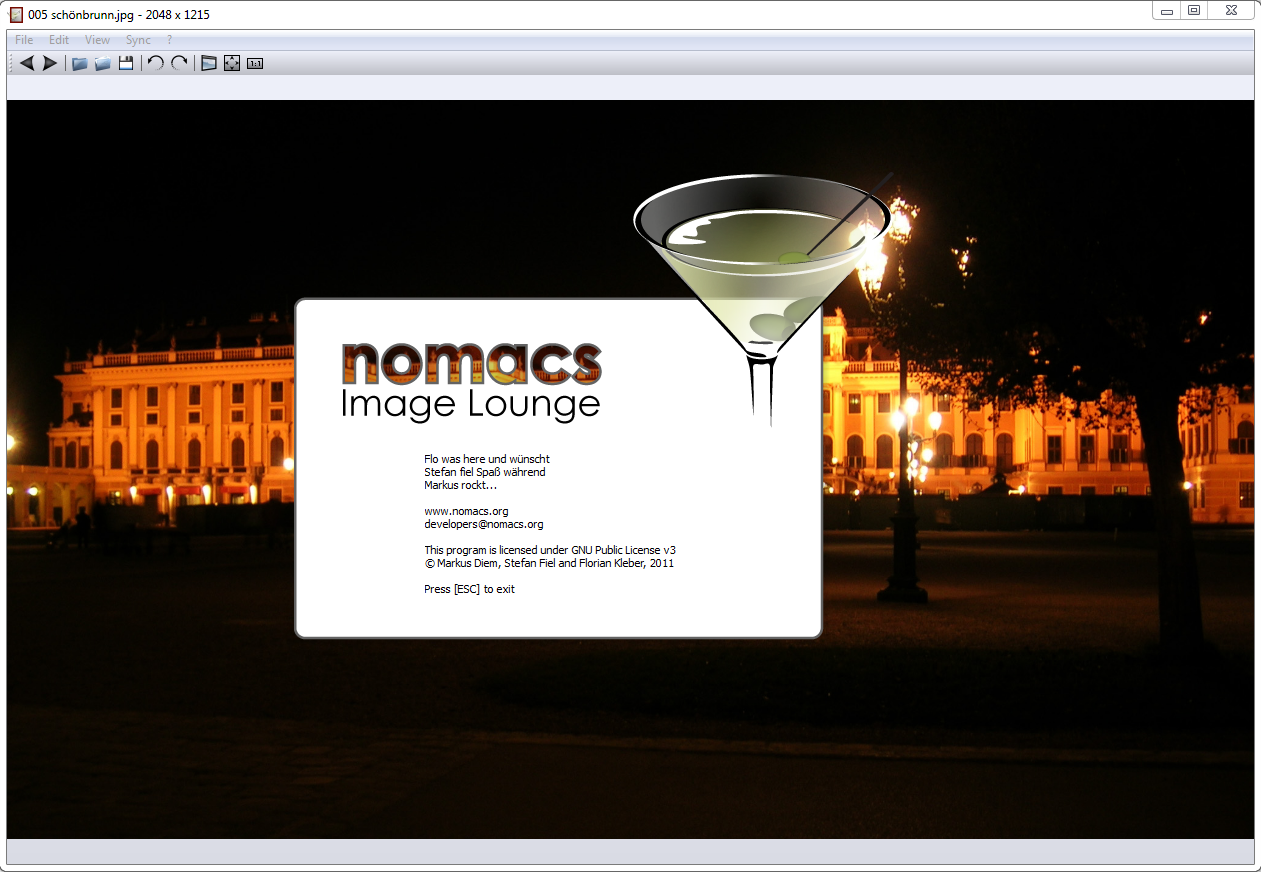 005 schönbrunn.jpg - 2048 x 1215
File Edit View Sync ?
1:1
nomacs
Image Lounge
Flo was here und wünscht
Stefan fiel Spaß während
Markus rockt...
www.nomacs.org
developers@nomacs.org
This program is licensed under GNU Public License v3
© Markus Diem, Stefan Fiel and Florian Kleber, 2011
Press [ESC] to exit